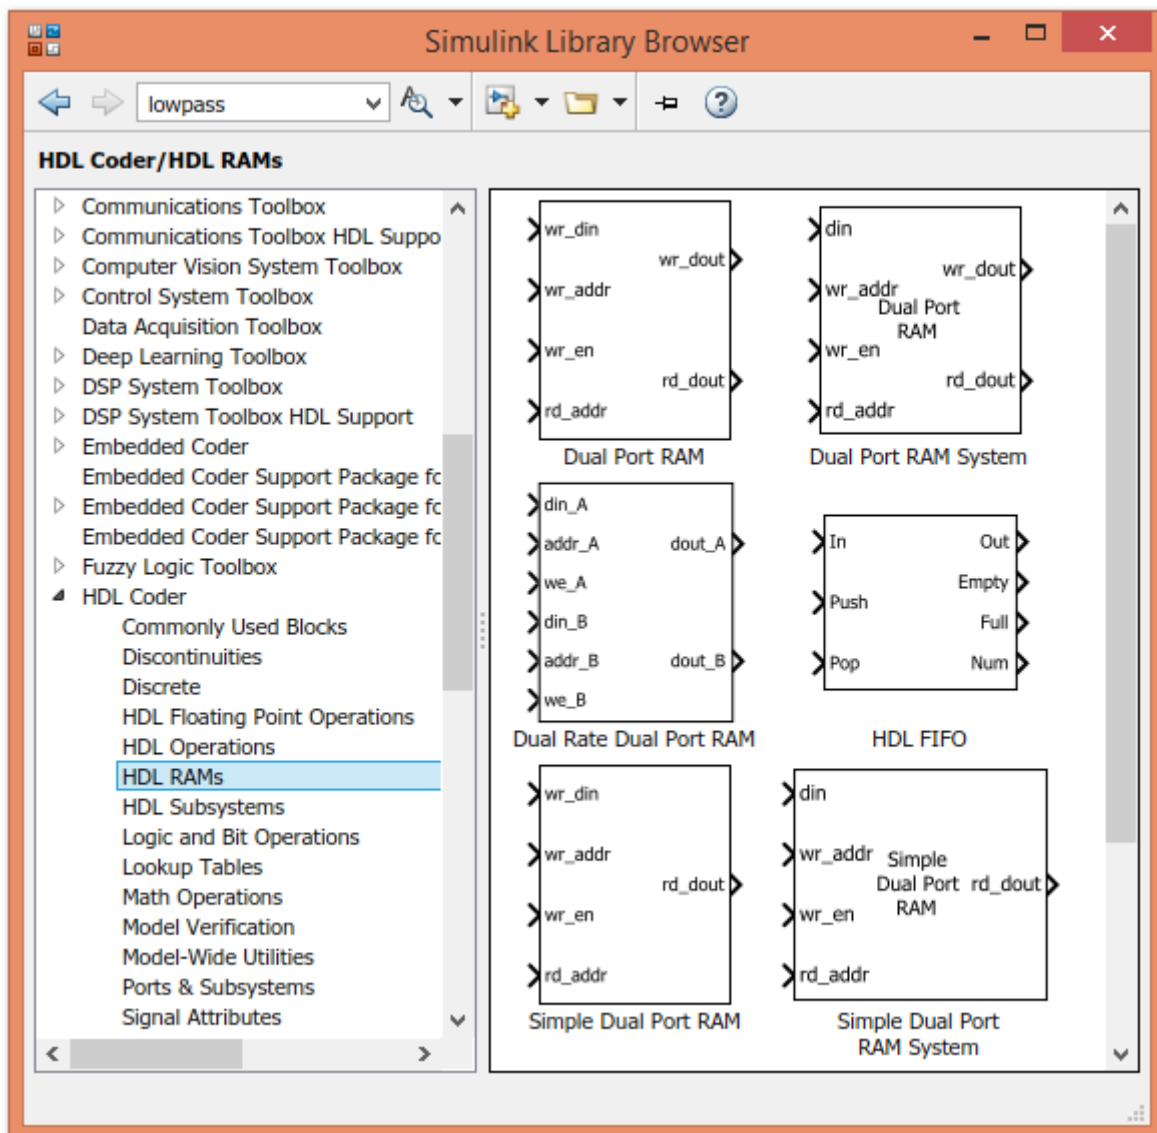 Simulink Library Browser
lowpass
HDL Coder/HDL RAMs
Communications Toolbox
Communications Toolbox HDL Suppo
Computer Vision System Toolbox
Control System Toolbox
Data Acquisition Toolbox
Deep Learning Toolbox
DSP System Toolbox
DSP System Toolbox HDL Support
Embedded Coder
Embedded Coder Support Package fc
Embedded Coder Support Package fc
Embedded Coder Support Package fc
Fuzzy Logic Toolbox
HDL Coder
Commonly Used Blocks
Discontinuities
Discrete
HDL Floating Point Operations
HDL Operations
HDL RAMs
HDL Subsystems
Logic and Bit Operations
Lookup Tables
Math Operations
Model Verification
Model-Wide Utilities
Ports & Subsystems
Signal Attributes
wr_din
wr_dout
wr_addr
wr_en
rd_dout
rd_addr
Dual Port RAM
din
wr_dout
wr_addr
Dual Port
RAM
wr_en
rd_dout
rd_addr
Dual Port RAM System
din_A
addr_A dout_A
we_A
din_B
addr_B dout_B
we_B
Dual Rate Dual Port RAM
In Out
Empty
Push
Full
Pop Num
HDL FIFO
wr_din
wr_addr
rd_dout
wr_en
rd_addr
Simple Dual Port RAM
din
wr_addr Simple
Dual Port rd_dout
RAM
wr_en
rd_addr
Simple Dual Port
RAM System